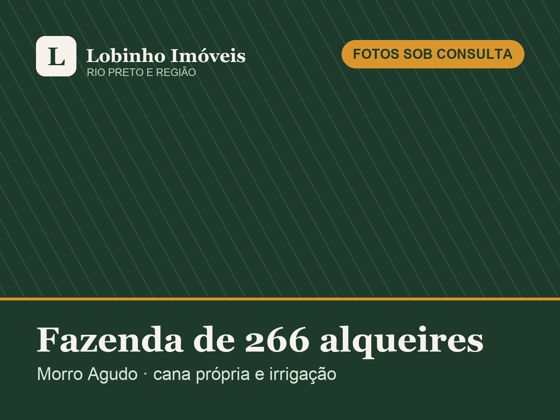 L
Lobinho Imóveis
RIO PRETO E REGIÃO
FOTOS SOB CONSULTA
Fazenda de 266 alqueires
Morro Agudo · cana própria e irrigação